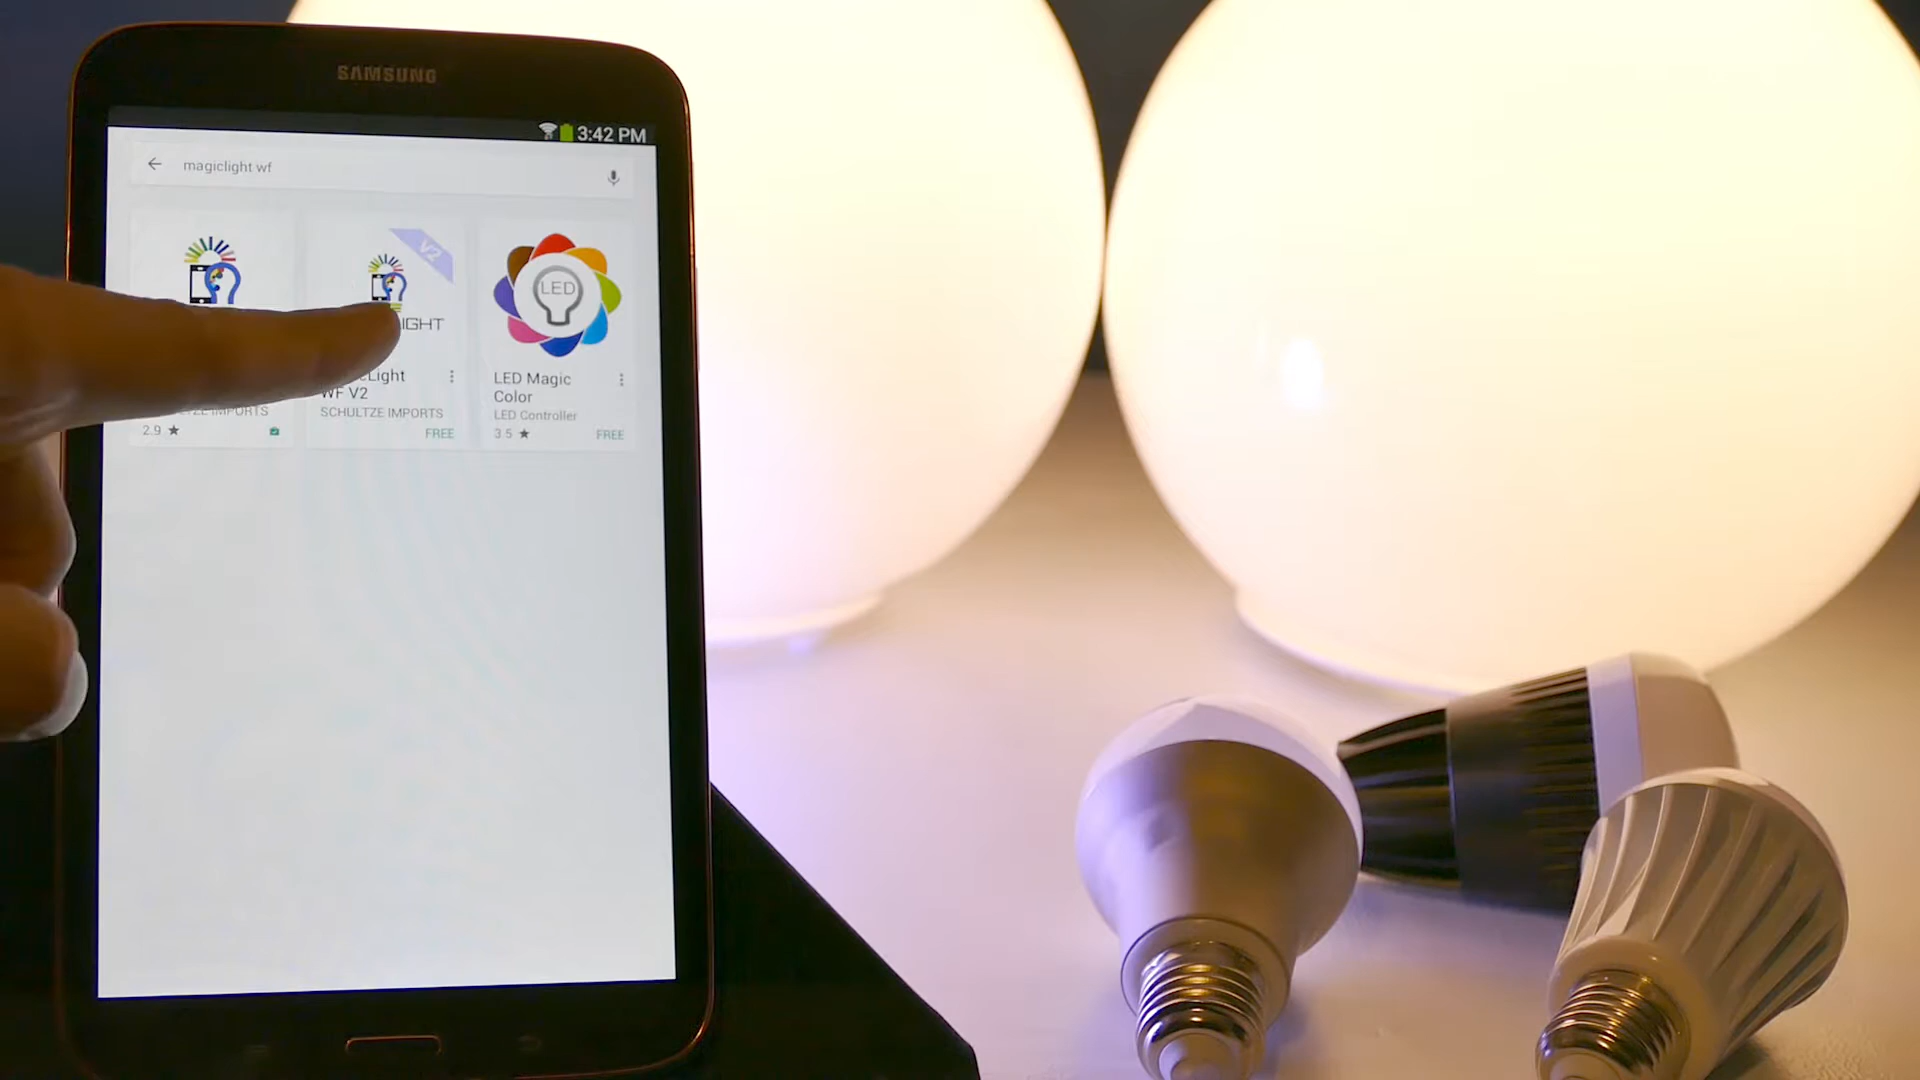 SAMSUNG
3:42 PM
magiclight wf
V2
IGHT
LED
Light
WF V2
SCHULTZE IMPORTS
FREE
LED Magic
Color
LED Controller
3.5 ★
FREE
IMPORTS
2.9 ★